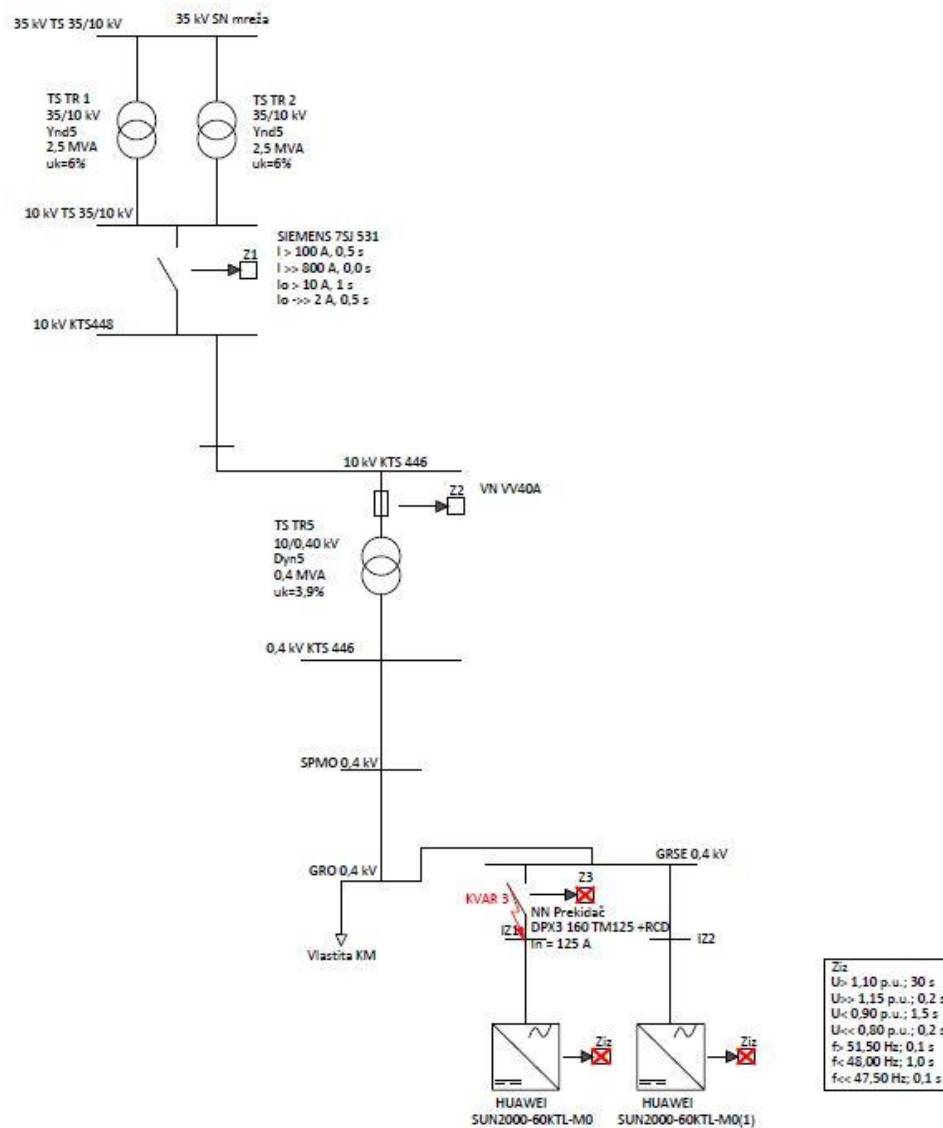 35 kV TS 35/10 kV
35 kV SN mreža
TS TR 1
35/10 kV
Ynd5
2,5 MVA
uk=6%
TS TR 2
35/10 kV
Ynd5
2,5 MVA
uk=6%
10 kV TS 35/10 kV
Z1
SIEMENS 7SJ 531
I > 100 A, 0,5 s
I >> 800 A, 0,0 s
Io > 10 A, 1 s
Io ->> 2 A, 0,5 s
10 kV KTS448
10 kV KTS 446
Z2
VN VV40A
TS TR5
10/0,40 kV
Dyn5
0,4 MVA
uk=3,9%
0,4 kV KTS 446
SPMO 0,4 kV
GRO 0,4 kV
GRSE 0,4 kV
Z3
KVAR 3
NN Prekidač
DPX3 160 TM125 +RCD
In = 125 A
IZ1
IZ2
Vlastita KM
Ziz
U> 1,10 p.u.; 30 s
U>> 1,15 p.u.; 0,2 s
U< 0,90 p.u.; 1,5 s
U<< 0,80 p.u.; 0,2 s
f> 51,50 Hz; 0,1 s
f< 48,00 Hz; 1,0 s
f<< 47,50 Hz; 0,1 s
Ziz
Ziz
HUAWEI
SUN2000-60KTL-M0
HUAWEI
SUN2000-60KTL-M0(1)